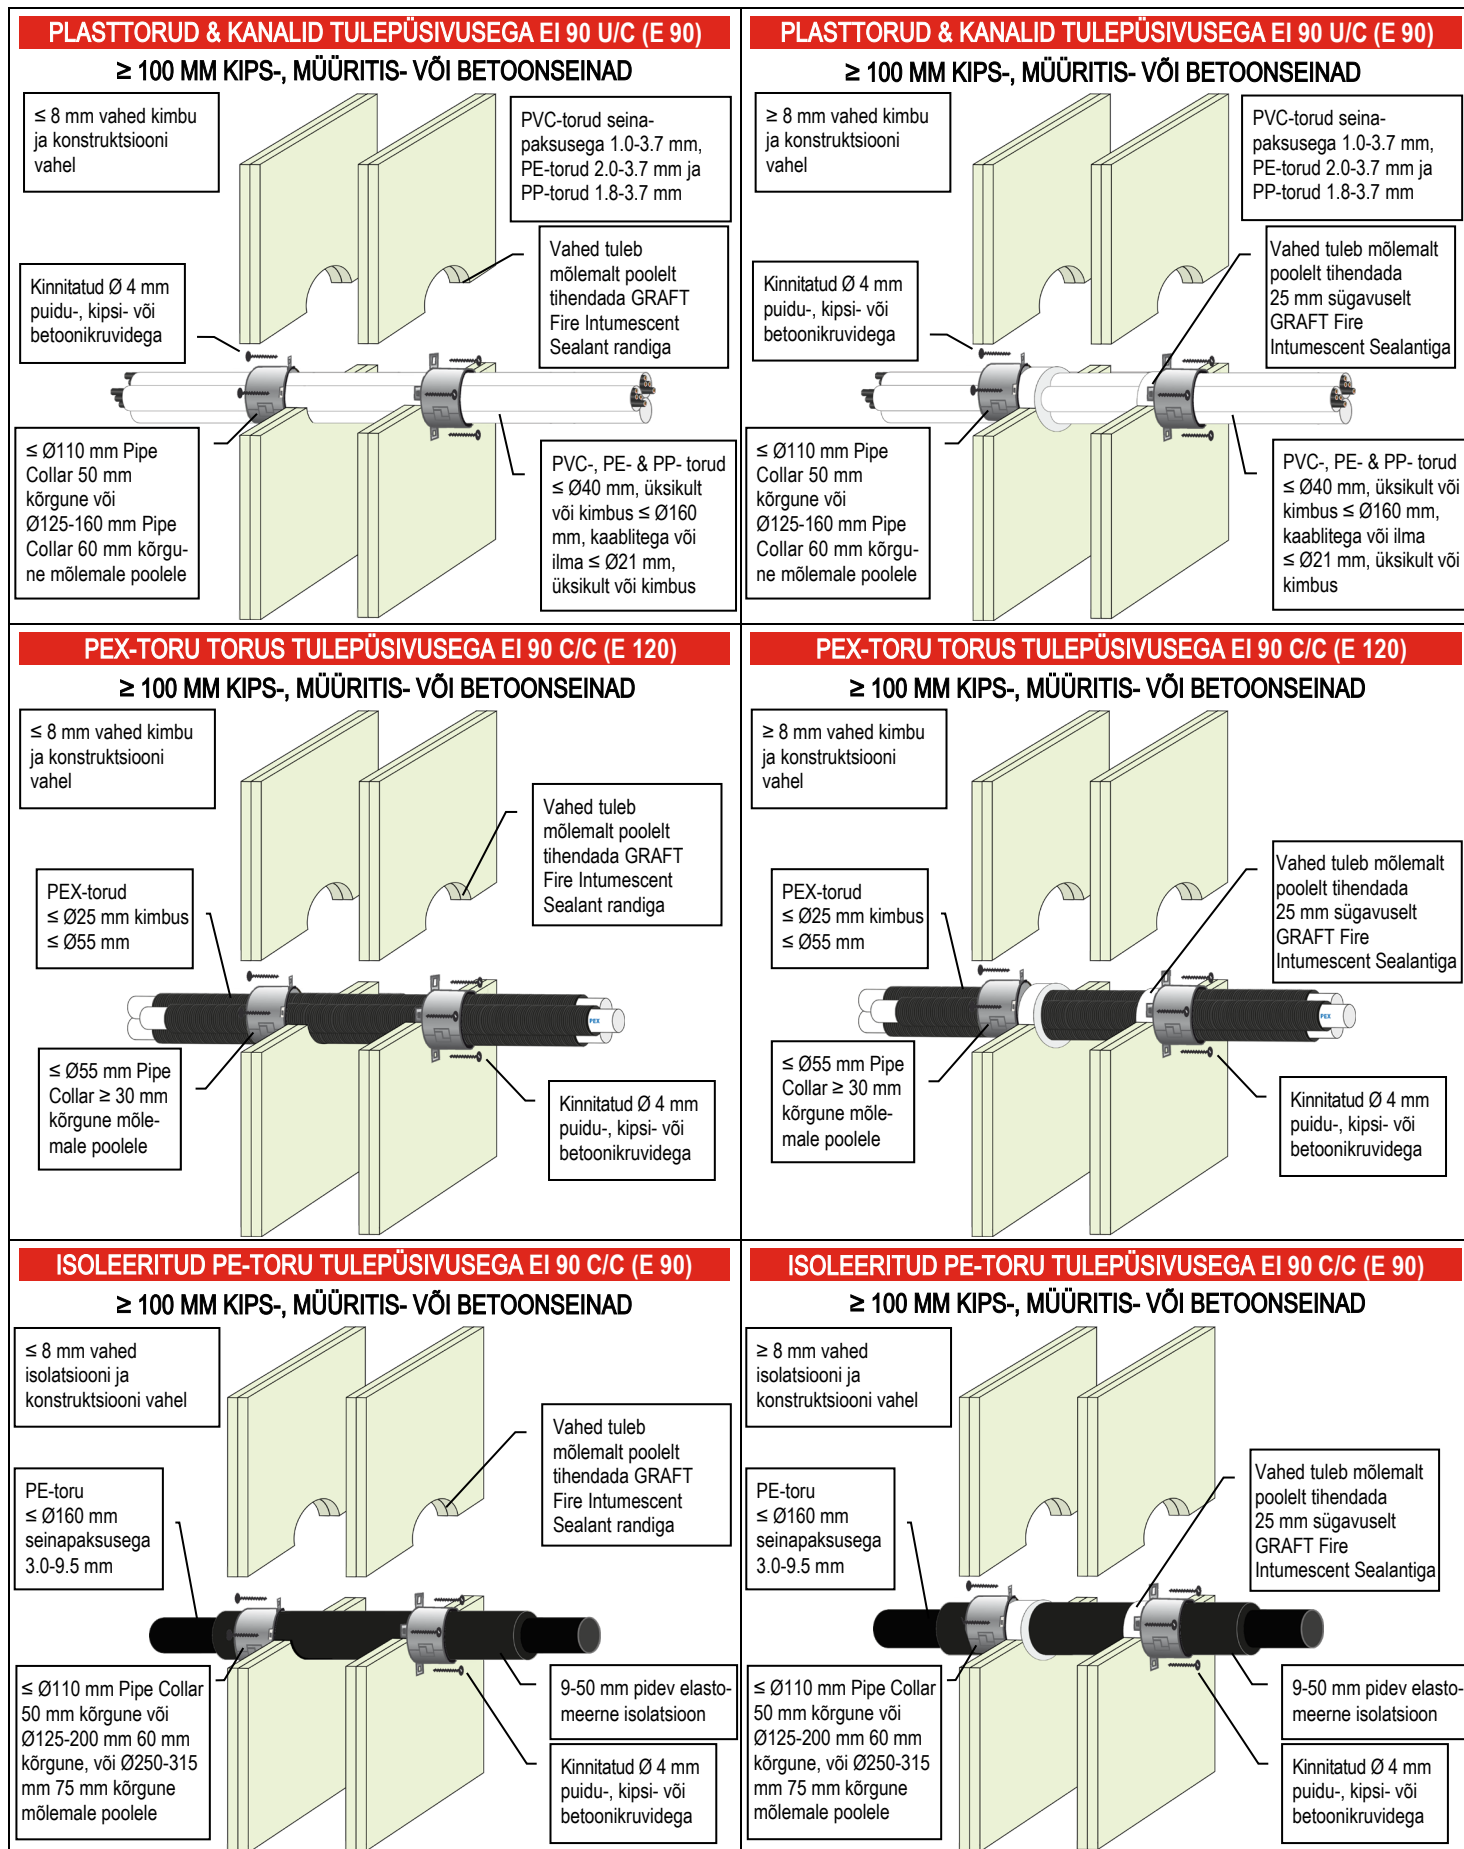 PLASTTORUD & KANALID TULEPÜSIVUSEGA EI 90 U/C (E 90)
≥ 100 MM KIPS-, MÜÜRITIS- VÕI BETOONSEINAD
≤ 8 mm vahed kimbu
ja konstruktsiooni
vahel
PVC-torud seina-
paksusega 1.0-3.7 mm,
PE-torud 2.0-3.7 mm ja
PP-torud 1.8-3.7 mm
Vahed tuleb
mõlemalt poolelt
tihendada GRAFT
Fire Intumescent
Sealant randiga
Kinnitatud Ø 4 mm
puidu-, kipsi- või
betoonikruvidega
≤ Ø110 mm Pipe
Collar 50 mm
kõrgune või
Ø125-160 mm Pipe
Collar 60 mm kõrgu-
ne mõlemale poolele
PVC-, PE- & PP- torud
≤ Ø40 mm, üksikult
või kimbus ≤ Ø160
mm, kaablitega või
ilma ≤ Ø21 mm,
üksikult või kimbus
PLASTTORUD & KANALID TULEPÜSIVUSEGA EI 90 U/C (E 90)
≥ 100 MM KIPS-, MÜÜRITIS- VÕI BETOONSEINAD
≥ 8 mm vahed kimbu
ja konstruktsiooni
vahel
PVC-torud seina-
paksusega 1.0-3.7 mm,
PE-torud 2.0-3.7 mm ja
PP-torud 1.8-3.7 mm
Vahed tuleb mõlemalt
poolelt tihendada
25 mm sügavuselt
GRAFT Fire
Intumescent Sealantiga
Kinnitatud Ø 4 mm
puidu-, kipsi- või
betoonikruvidega
≤ Ø110 mm Pipe
Collar 50 mm
kõrgune või
Ø125-160 mm Pipe
Collar 60 mm kõrgu-
ne mõlemale poolele
PVC-, PE- & PP- torud
≤ Ø40 mm, üksikult või
kimbus ≤ Ø160 mm,
kaablitega või ilma
≤ Ø21 mm, üksikult või
kimbus
PEX-TORU TORUS TULEPÜSIVUSEGA EI 90 C/C (E 120)
≥ 100 MM KIPS-, MÜÜRITIS- VÕI BETOONSEINAD
≤ 8 mm vahed kimbu
ja konstruktsiooni
vahel
Vahed tuleb
mõlemalt poolelt
tihendada GRAFT
Fire Intumescent
Sealant randiga
PEX-torud
≤ Ø25 mm kimbus
≤ Ø55 mm
PEX
≤ Ø55 mm Pipe
Collar ≥ 30 mm
kõrgune mõle-
male poolele
Kinnitatud Ø 4 mm
puidu-, kipsi- või
betoonikruvidega
PEX-TORU TORUS TULEPÜSIVUSEGA EI 90 C/C (E 120)
≥ 100 MM KIPS-, MÜÜRITIS- VÕI BETOONSEINAD
≥ 8 mm vahed kimbu
ja konstruktsiooni
vahel
Vahed tuleb mõlemalt
poolelt tihendada
25 mm sügavuselt
GRAFT Fire
Intumescent Sealantiga
PEX-torud
≤ Ø25 mm kimbus
≤ Ø55 mm
PEX
≤ Ø55 mm Pipe
Collar ≥ 30 mm
kõrgune mõle-
male poolele
Kinnitatud Ø 4 mm
puidu-, kipsi- või
betoonikruvidega
ISOLEERITUD PE-TORU TULEPÜSIVUSEGA EI 90 C/C (E 90)
≥ 100 MM KIPS-, MÜÜRITIS- VÕI BETOONSEINAD
≤ 8 mm vahed
isolatsiooni ja
konstruktsiooni vahel
Vahed tuleb
mõlemalt poolelt
tihendada GRAFT
Fire Intumescent
Sealant randiga
PE-toru
≤ Ø160 mm
seinapaksusega
3.0-9.5 mm
≤ Ø110 mm Pipe Collar
50 mm kõrgune või
Ø125-200 mm 60 mm
kõrgune, või Ø250-315
mm 75 mm kõrgune
mõlemale poolele
9-50 mm pidev elasto-
meerne isolatsioon
Kinnitatud Ø 4 mm
puidu-, kipsi- või
betoonikruvidega
ISOLEERITUD PE-TORU TULEPÜSIVUSEGA EI 90 C/C (E 90)
≥ 100 MM KIPS-, MÜÜRITIS- VÕI BETOONSEINAD
≥ 8 mm vahed
isolatsiooni ja
konstruktsiooni vahel
Vahed tuleb mõlemalt
poolelt tihendada
25 mm sügavuselt
GRAFT Fire
Intumescent Sealantiga
PE-toru
≤ Ø160 mm
seinapaksusega
3.0-9.5 mm
≤ Ø110 mm Pipe Collar
50 mm kõrgune või
Ø125-200 mm 60 mm
kõrgune, või Ø250-315
mm 75 mm kõrgune
mõlemale poolele
9-50 mm pidev elasto-
meerne isolatsioon
Kinnitatud Ø 4 mm
puidu-, kipsi- või
betoonikruvidega